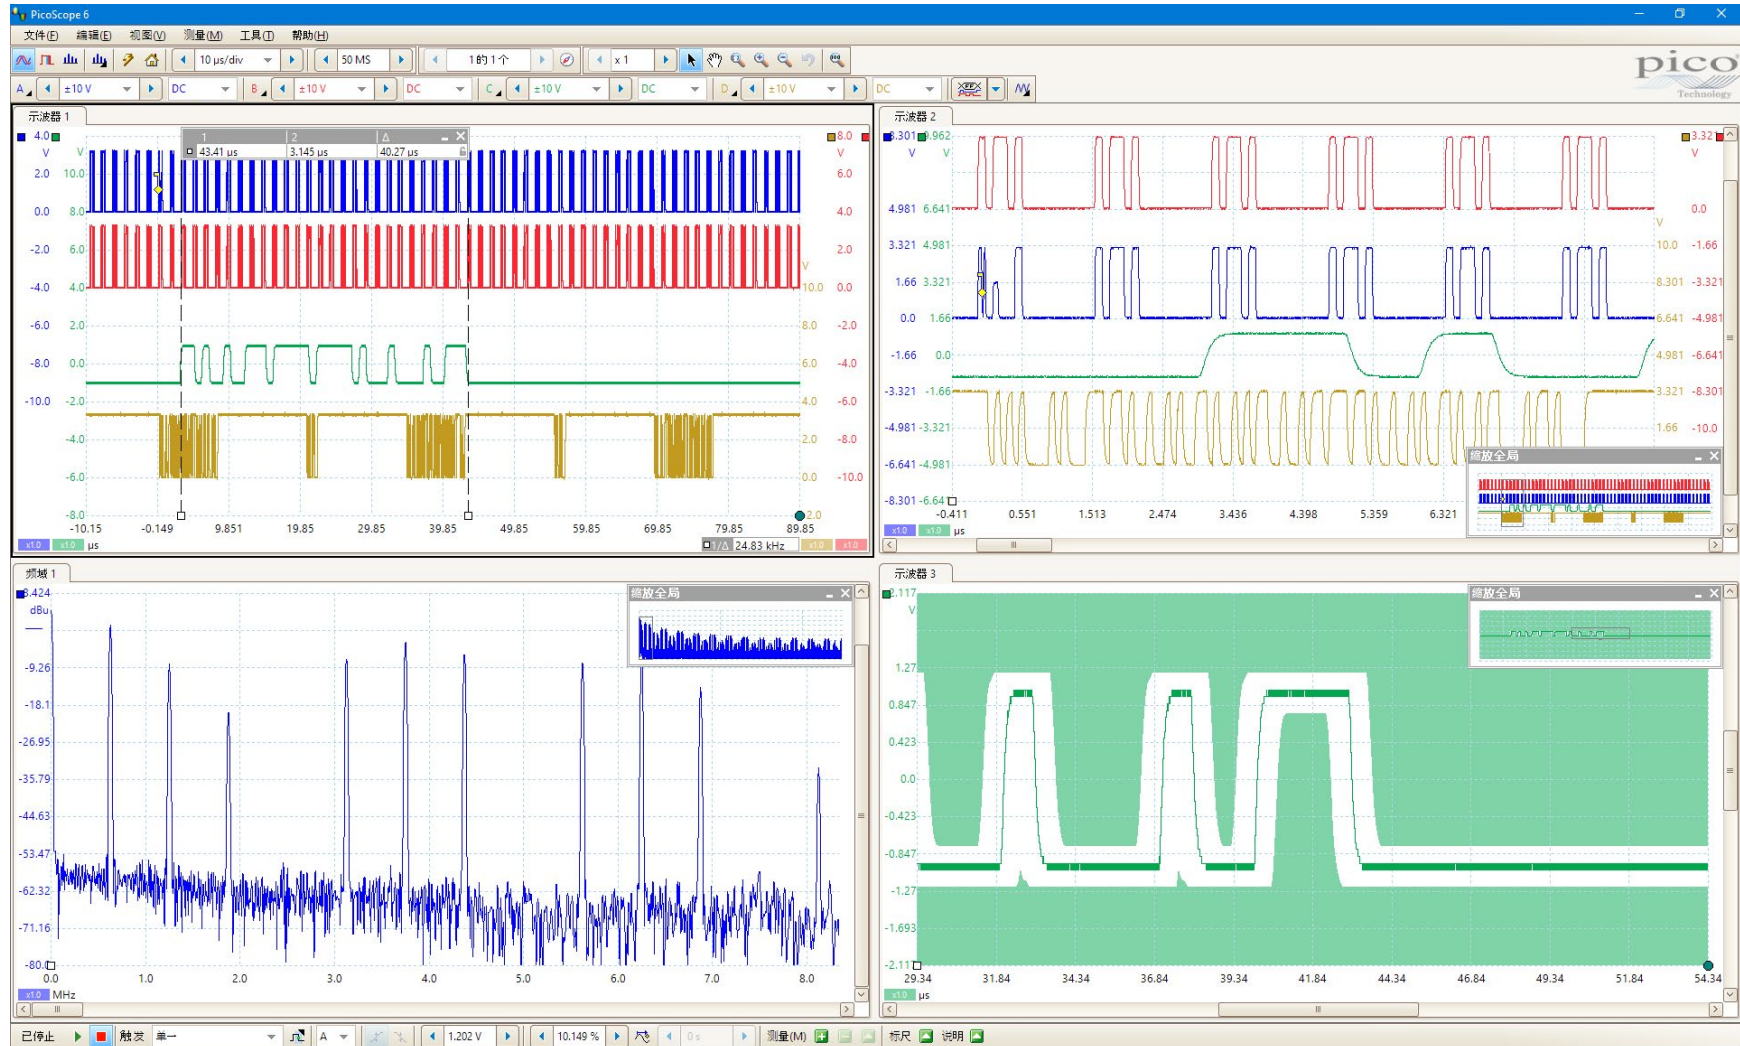 PicoScope 6
文件(F) 编辑(E) 视图(V) 测量(M) 工具(T) 帮助(H)
10 µs/div 50 MS 1的1个 x 1
pico
Technology
A ±10 V DC B ±10 V DC C ±10 V DC D ±10 V DC
示波器 1
1 2 Δ
43.41 µs 3.145 µs 40.27 µs
4.0 V 8.0
V V
2.0 10.0 6.0
0.0 8.0 4.0
-2.0 6.0 2.0
V
-4.0 4.0 10.0 0.0
-6.0 2.0 8.0 -2.0
-8.0 0.0 6.0 -4.0
-10.0 -2.0 4.0 -6.0
-4.0 2.0 -8.0
-6.0 0.0 -10.0
-8.0 -2.0
-10.15 -0.149 9.851 19.85 29.85 39.85 49.85 59.85 69.85 79.85 89.85
x1.0 x1.0 µs 1/Δ 24.83 kHz x1.0 x1.0
示波器 2
8.301 9.962 3.321
V V V
4.981 6.641 0.0
V
3.321 4.981 10.0 -1.66
1.66 3.321 8.301 -3.321
0.0 1.66 6.641 -4.981
-1.66 0.0 4.981 -6.641
-3.321 -1.66 3.321 -8.301
-4.981 -3.321 1.66 -10.0
-6.641 -4.981
缩放全局
-8.301 -6.641
-0.411 0.551 1.513 2.474 3.436 4.398 5.359 6.321
x1.0 x1.0 µs
频域 1
缩放全局
8.424
dBu
-9.26
-18.1
-26.95
-35.79
-44.63
-53.47
-62.32
-71.16
-80.0
0.0 1.0 2.0 3.0 4.0 5.0 6.0 7.0 8.0
x1.0 MHz
示波器 3
缩放全局
2.117
V
1.27
0.847
0.423
0.0
-0.423
-0.847
-1.27
-1.693
-2.117
29.34 31.84 34.34 36.84 39.34 41.84 44.34 46.84 49.34 51.84 54.34
x1.0 µs
已停止 触发 单一 A 1.202 V 10.149 % 0 s 测量(M) 标尺 说明